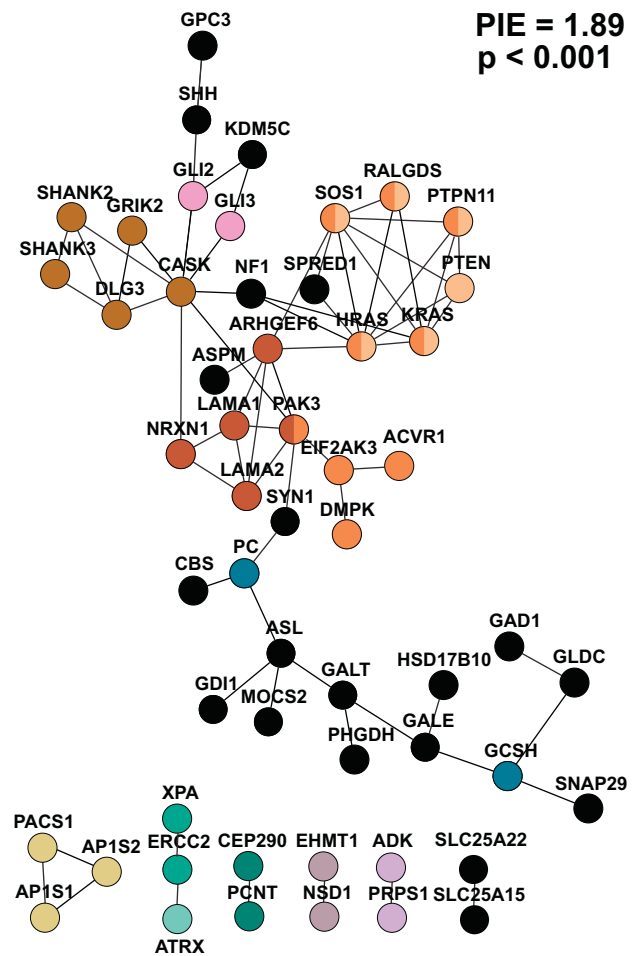 PIE = 1.89
p < 0.001
GPC3
SHH
KDM5C
GLI2
RALGDS
SOS1
PTPN11
SHANK2
GRIK2
GLI3
SHANK3
CASK
NF1
SPRED1
PTEN
DLG3
ARHGEF6
HRAS
KRAS
ASPM
LAMA1
PAK3
NRXN1
EIF2AK3
ACVR1
LAMA2
SYN1
DMPK
PC
CBS
ASL
GAD1
HSD17B10
GLDC
GDI1
MOCS2
GALT
PHGDH
GALE
GCSH
SNAP29
XPA
PACS1
AP1S2
ERCC2
CEP290
EHMT1
ADK
SLC25A22
AP1S1
PCNT
NSD1
PRPS1
SLC25A15
ATRX